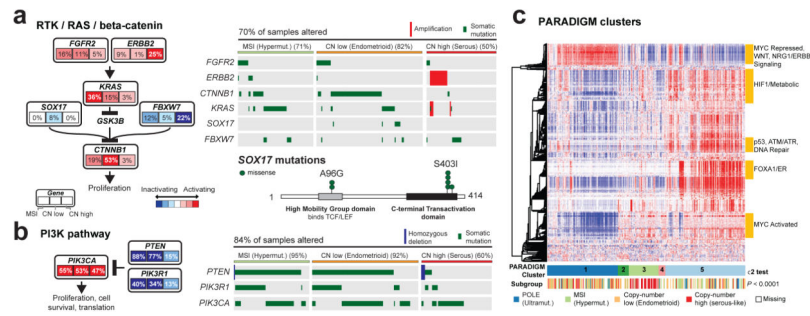 a
RTK / RAS / beta-catenin
FGFR2
16% 11% 5%
ERBB2
9% 1% 25%
KRAS
36% 15% 3%
SOX17
0% 8% 0%
GSK3B
FBXW7
12% 5% 22%
CTNNB1
19% 53% 3%
Proliferation
Gene
MSI CN low CN high
Inactivating Activating
70% of samples altered
Amplification
Somatic mutation
MSI (Hypermut.) (71%)
CN low (Endometrioid) (82%)
CN high (Serous) (50%)
FGFR2
ERBB2
CTNNB1
KRAS
SOX17
FBXW7
SOX17 mutations
missense
A96G
S403I
1
414
High Mobility Group domain
binds TCF/LEF
C-terminal Transactivation
domain
b
PI3K pathway
PTEN
88% 77% 15%
PIK3CA
55% 53% 47%
PIK3R1
40% 34% 13%
Proliferation, cell
survival, translation
84% of samples altered
Homozygous
deletion
Somatic
mutation
MSI (Hypermut.) (95%)
CN low (Endometrioid) (92%)
CN high (Serous) (60%)
PTEN
PIK3R1
PIK3CA
c
PARADIGM clusters
MYC Repressed,
WNT, NRG1/ERBB
Signaling
HIF1/Metabolic
p53, ATM/ATR,
DNA Repair
FOXA1/ER
MYC Activated
PARADIGM
Cluster
1 2 3 4 5
c2 test
Subgroup
P < 0.0001
POLE
(Ultramut.)
MSI
(Hypermut.)
Copy-number
low (Endometrioid)
Copy-number
high (serous-like)
Missing